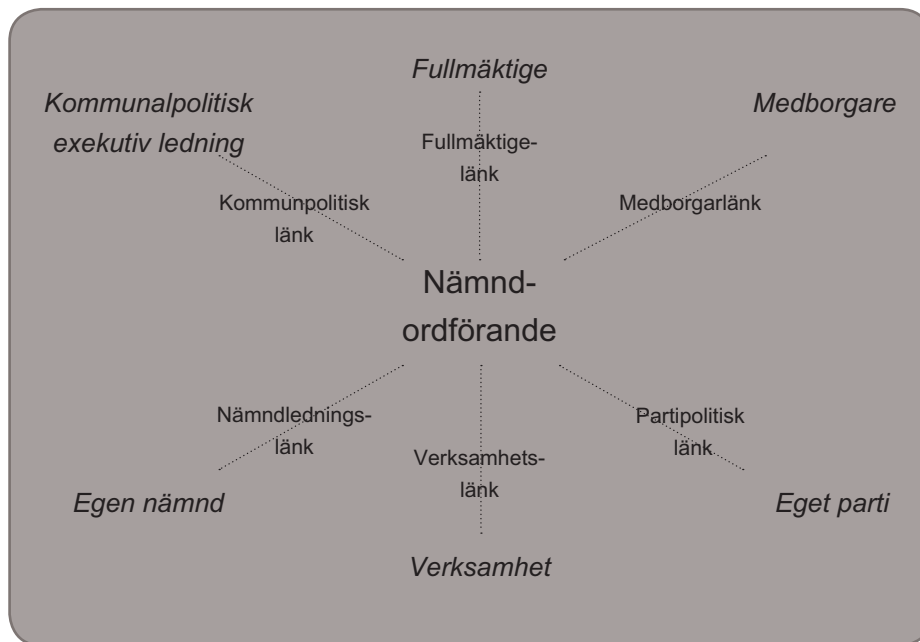 Fullmäktige
Kommunalpolitisk
exekutiv ledning
Medborgare
Fullmäktige-
länk
Kommunpolitisk
länk
Medborgarlänk
Nämnd-
ordförande
Nämndlednings-
länk
Verksamhets-
länk
Partipolitisk
länk
Egen nämnd
Eget parti
Verksamhet